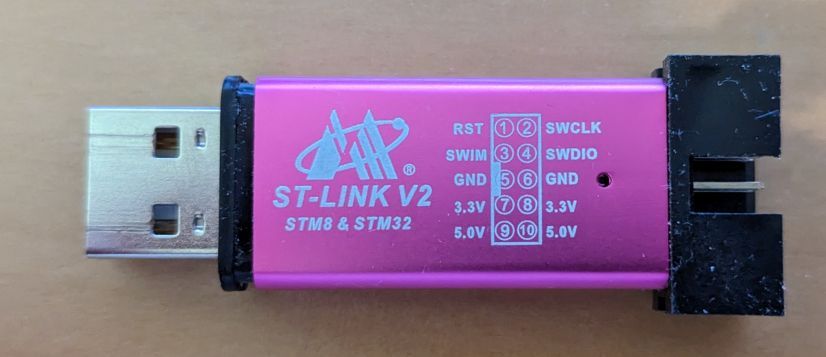 ®
ST-LINK V2
STM8 & STM32
RST ① ② SWCLK
SWIM ③ ④ SWDIO
GND ⑤ ⑥ GND
3.3V ⑦ ⑧ 3.3V
5.0V ⑨ ⑩ 5.0V